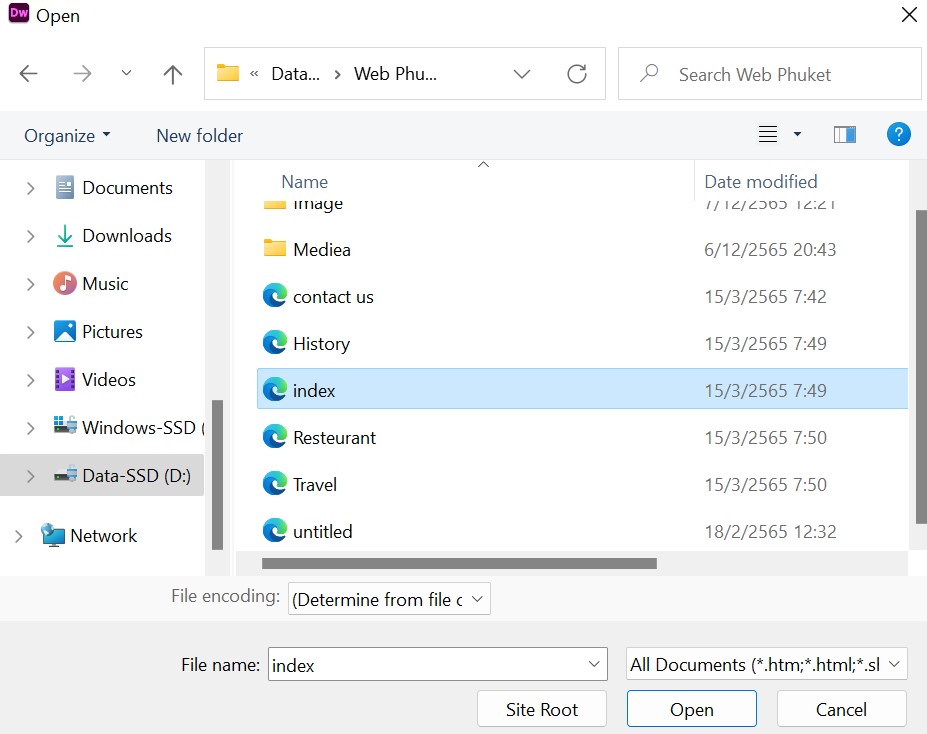 Dw Open
« Data... › Web Phu...
Search Web Phuket
Organize
New folder
?
Documents
Downloads
Music
Pictures
Videos
Windows-SSD (
Data-SSD (D:)
Network
Name Date modified
Image 7/12/2565 12:21
Mediea 6/12/2565 20:43
contact us 15/3/2565 7:42
History 15/3/2565 7:49
index 15/3/2565 7:49
Resteurant 15/3/2565 7:50
Travel 15/3/2565 7:50
untitled 18/2/2565 12:32
File encoding: (Determine from file c
File name: index All Documents (*.htm;*.html;*.sl
Site Root Open Cancel